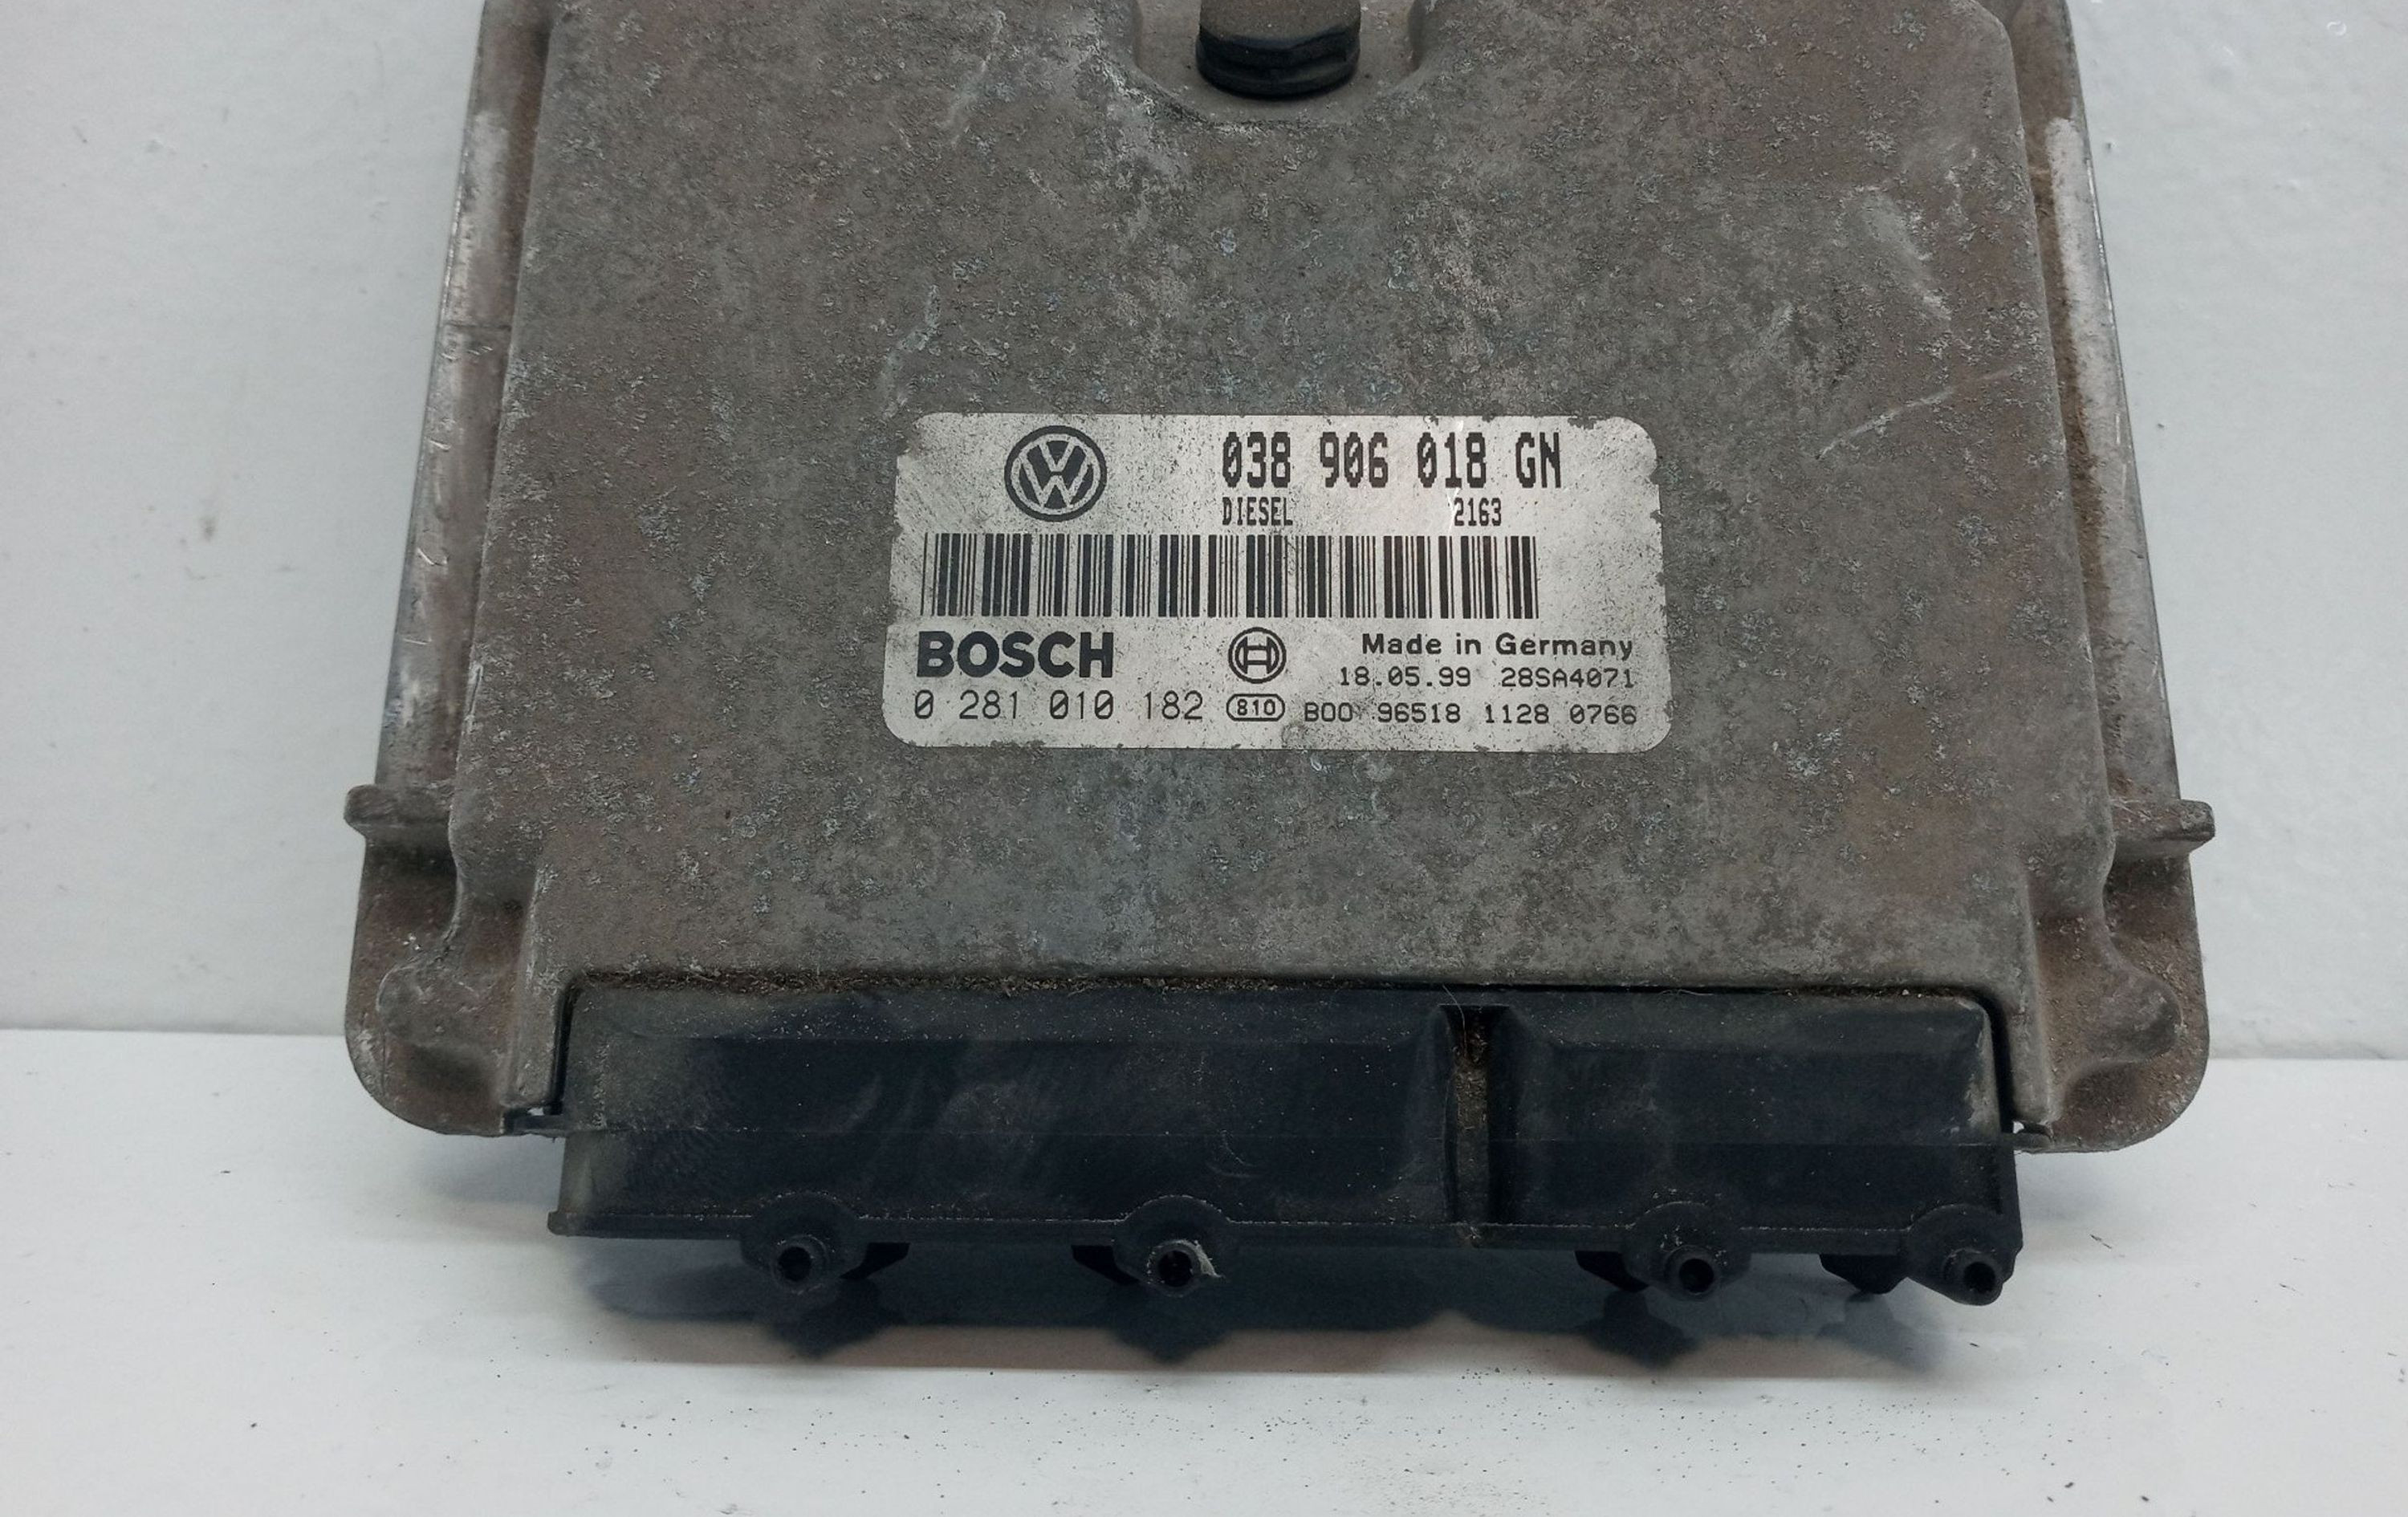 038 906 018 GN
DIESEL 2163
BOSCH Made in Germany
18.05.99 28SA4071
0 281 010 182 810 B00 96518 1128 0766